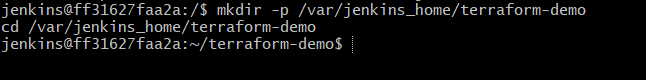 jenkins@ff31627faa2a:/$ mkdir -p /var/jenkins_home/terraform-demo
cd /var/jenkins_home/terraform-demo
jenkins@ff31627faa2a:~/terraform-demo$